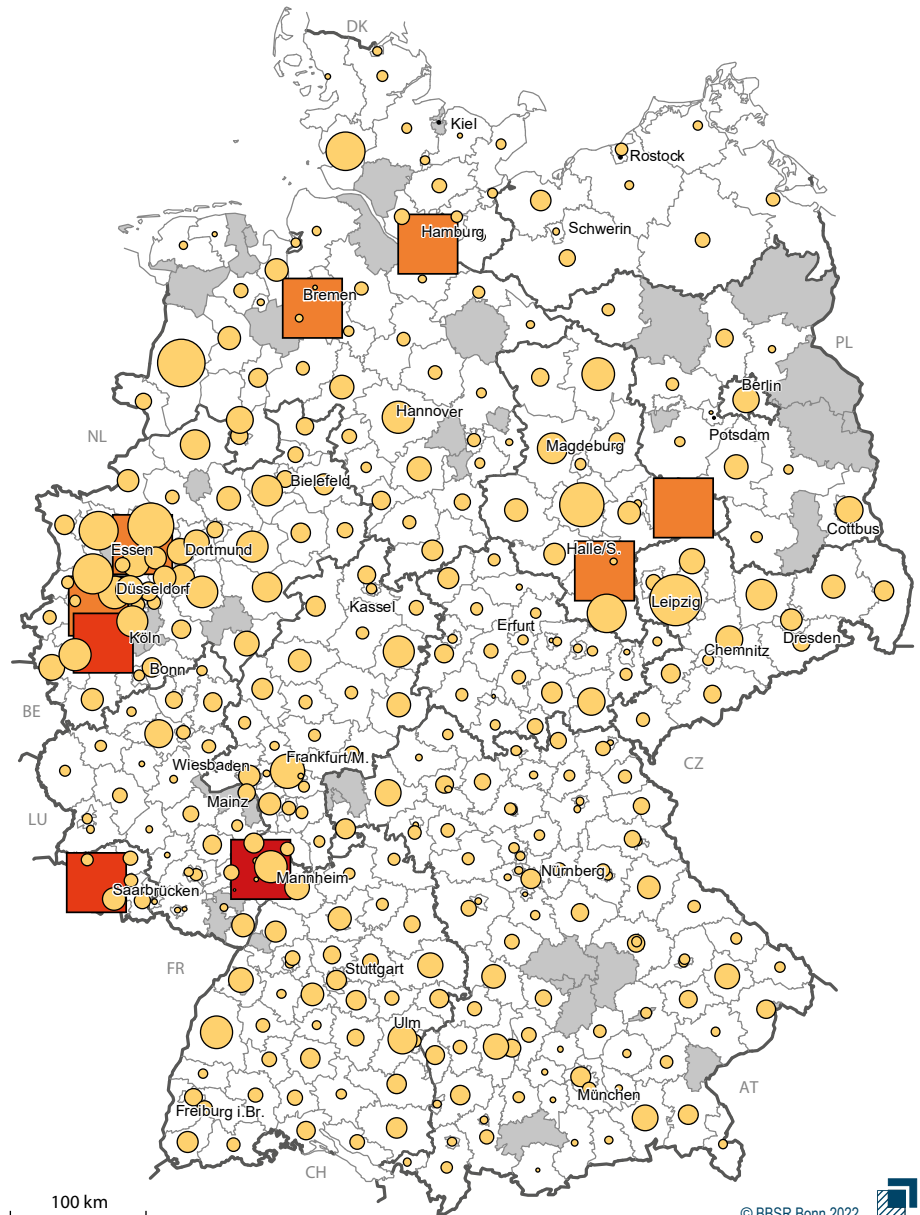 DK
Kiel
Rostock
Hamburg
Schwerin
Bremen
PL
Berlin
Hannover
NL
Potsdam
Magdeburg
Bielefeld
Cottbus
Essen
Dortmund
Halle/S.
Düsseldorf
Leipzig
Kassel
Erfurt
Köln
Dresden
Chemnitz
Bonn
BE
Frankfurt/M.
Wiesbaden
CZ
Mainz
LU
Nürnberg
Mannheim
Saarbrücken
FR
Stuttgart
Ulm
AT
München
Freiburg i.Br.
CH
100 km
© BBSR Bonn 2022